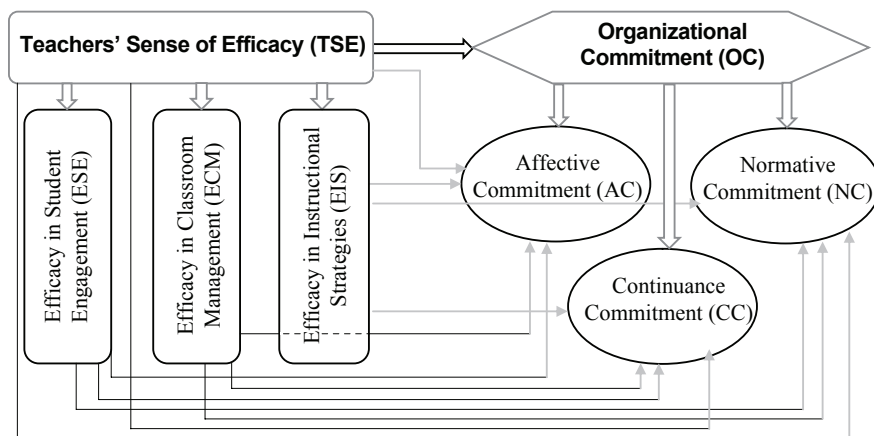 Teachers’ Sense of Efficacy (TSE)
Organizational
Commitment (OC)
Efficacy in Student
Engagement (ESE)
Efficacy in Classroom
Management (ECM)
Efficacy in Instructional
Strategies (EIS)
Affective
Commitment (AC)
Normative
Commitment (NC)
Continuance
Commitment (CC)